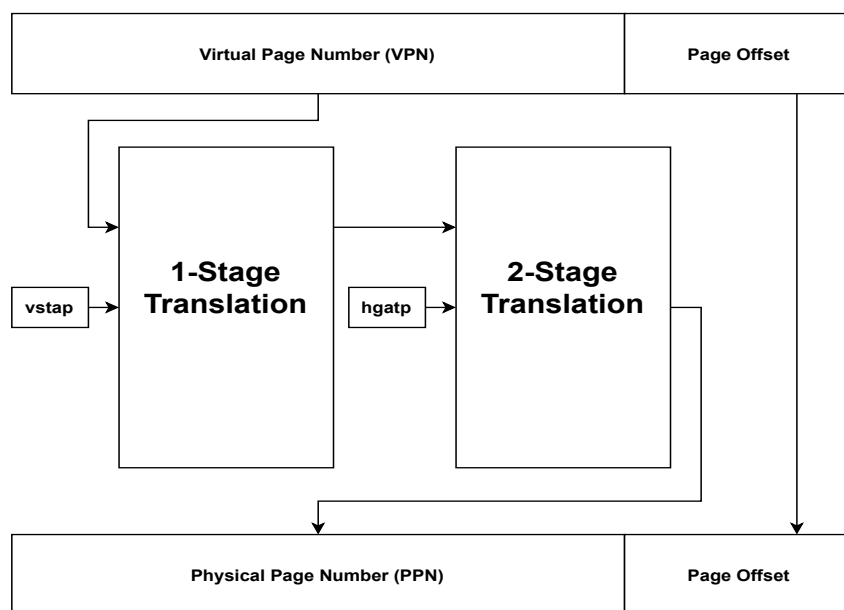 Virtual Page Number (VPN)
Page Offset
1-Stage
Translation
2-Stage
Translation
vstap
hgatp
Physical Page Number (PPN)
Page Offset